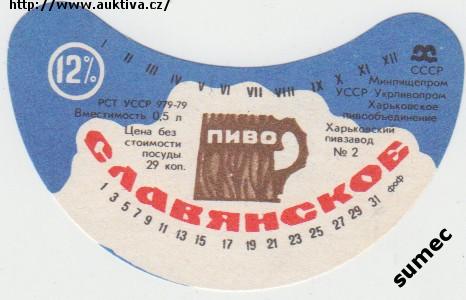 http://www.auktiva.cz/
12%
I II III IV V VI VII VIII IX X XI XII
РСТ УССР 979-79
Вместимость 0,5 л
Цена без
стоимости
посуды
29 коп.
ПИВО
СССР
Минпищепром
УССР Укрпивопром
Харьковское
пивообъединение
Харьковский
пивзавод
№ 2
СЛАВЯНСКОЕ
1 3 5 7 9 11 13 15 17 19 21 23 25 27 29 31 фоф
sumec